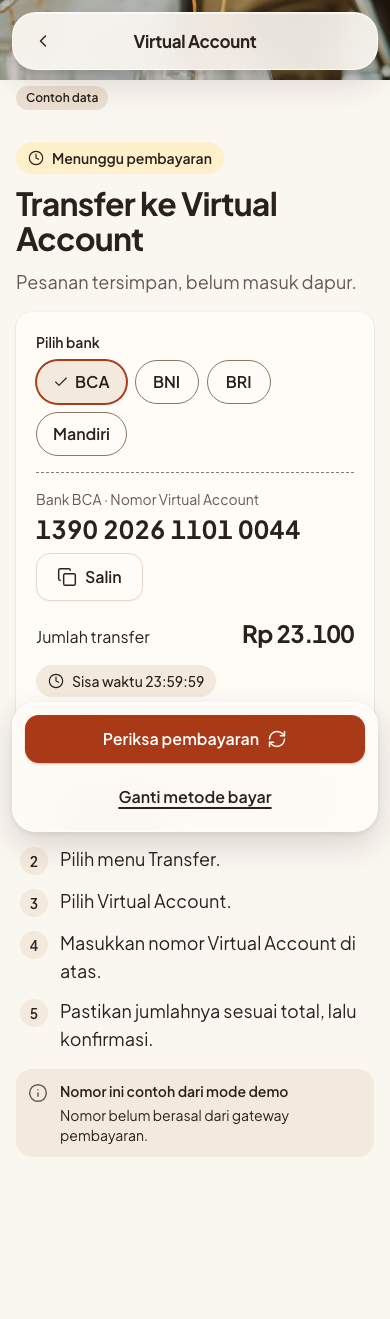 Virtual Account
Contoh data
Menunggu pembayaran
Transfer ke Virtual
Account
Pesanan tersimpan, belum masuk dapur.
Pilih bank
BCA
BNI
BRI
Mandiri
Bank BCA · Nomor Virtual Account
1390 2026 1101 0044
Salin
Jumlah transfer
Rp 23.100
Sisa waktu 23:59:59
Periksa pembayaran
Ganti metode bayar
2 Pilih menu Transfer.
3 Pilih Virtual Account.
4 Masukkan nomor Virtual Account di
atas.
5 Pastikan jumlahnya sesuai total, lalu
konfirmasi.
Nomor ini contoh dari mode demo
Nomor belum berasal dari gateway
pembayaran.